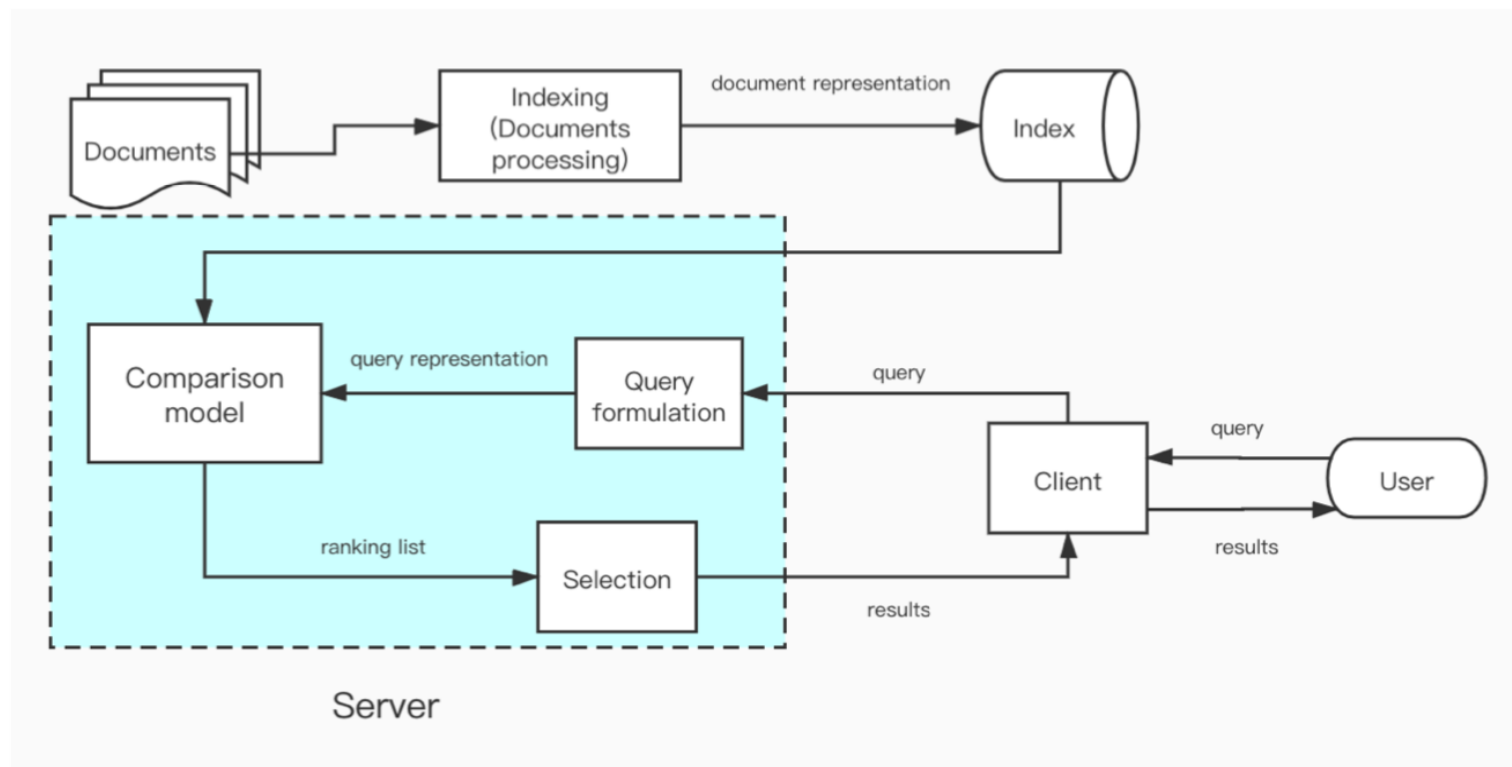 document representation
Indexing
(Documents
processing)
Documents
Index
query representation
query
Comparison
model
Query
formulation
query
Client
User
ranking list
results
Selection
results
Server